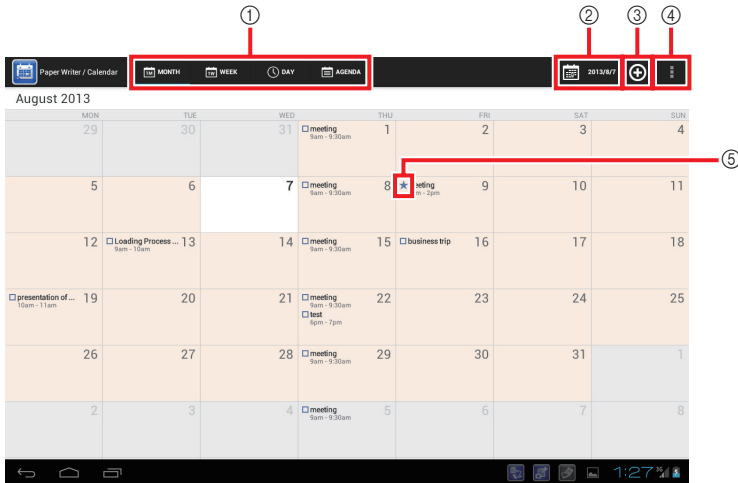 ① ② ③ ④
Paper Writer / Calendar 1M MONTH 1W WEEK DAY AGENDA 2013/8/7
August 2013
MON TUE WED THU FRI SAT SUN
29 30 31 meeting 1 2 3 4
9am - 9:30am
⑤
5 6 7 meeting 8 eeting 9 10 11
9am - 9:30am m - 2pm
12 Loading Process ... 13 14 meeting 15 business trip 16 17 18
9am - 10am 9am - 9:30am
presentation of ... 19 20 21 meeting 22 23 24 25
10am - 11am 9am - 9:30am
test
6pm - 7pm
26 27 28 meeting 29 30 31 1
9am - 9:30am
2 3 4 meeting 5 6 7 8
9am - 9:30am
1:27 3G